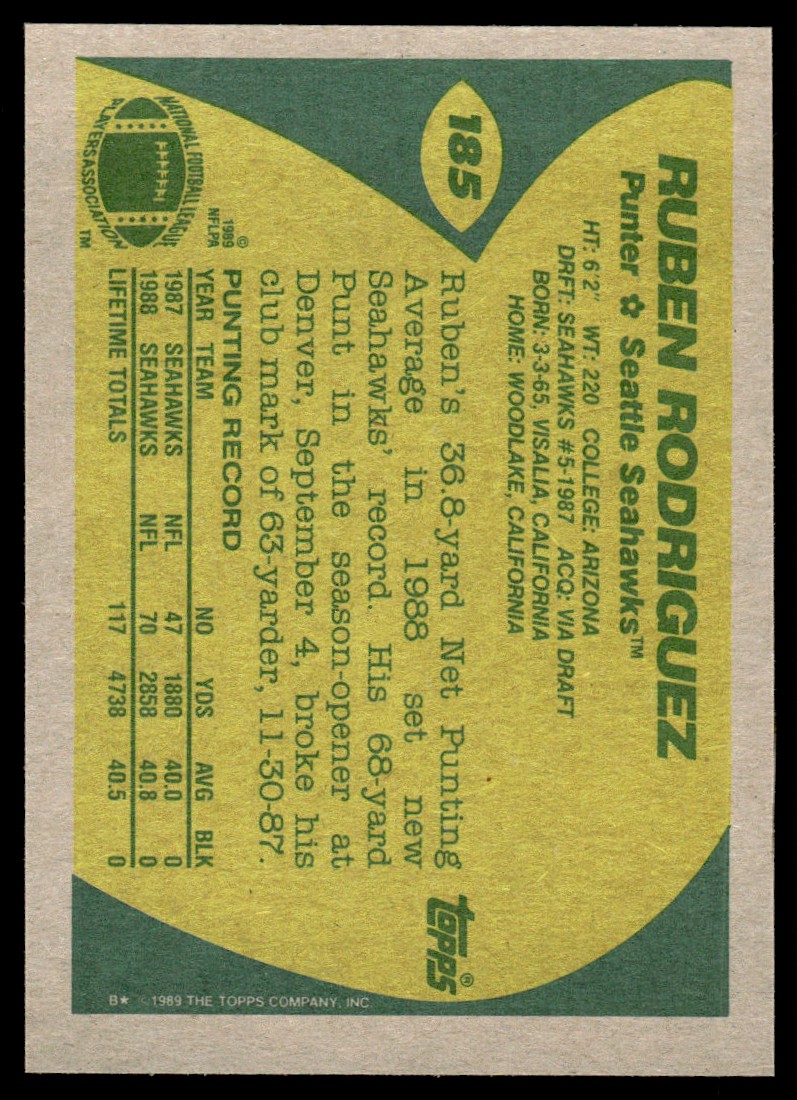 185
RUBEN RODRIGUEZ
Punter ✿ Seattle Seahawks™
HT: 6'2" WT: 220 COLLEGE: ARIZONA
DRFT: SEAHAWKS #5-1987 ACQ: VIA DRAFT
BORN: 3-3-65, VISALIA, CALIFORNIA
HOME: WOODLAKE, CALIFORNIA
Ruben's 36.8-yard Net Punting
Average in 1988 set new
Seahawks' record. His 68-yard
Punt in the season-opener at
Denver, September 4, broke his
club mark of 63-yarder, 11-30-87.
topps®
NATIONAL FOOTBALL LEAGUE
PLAYERS ASSOCIATION
™
©
1989
NFLPA
PUNTING RECORD
YEAR TEAM NO YDS AVG BLK
1987 SEAHAWKS NFL 47 1880 40.0 0
1988 SEAHAWKS NFL 70 2858 40.8 0
LIFETIME TOTALS 117 4738 40.5 0
B★ ©1989 THE TOPPS COMPANY, INC.